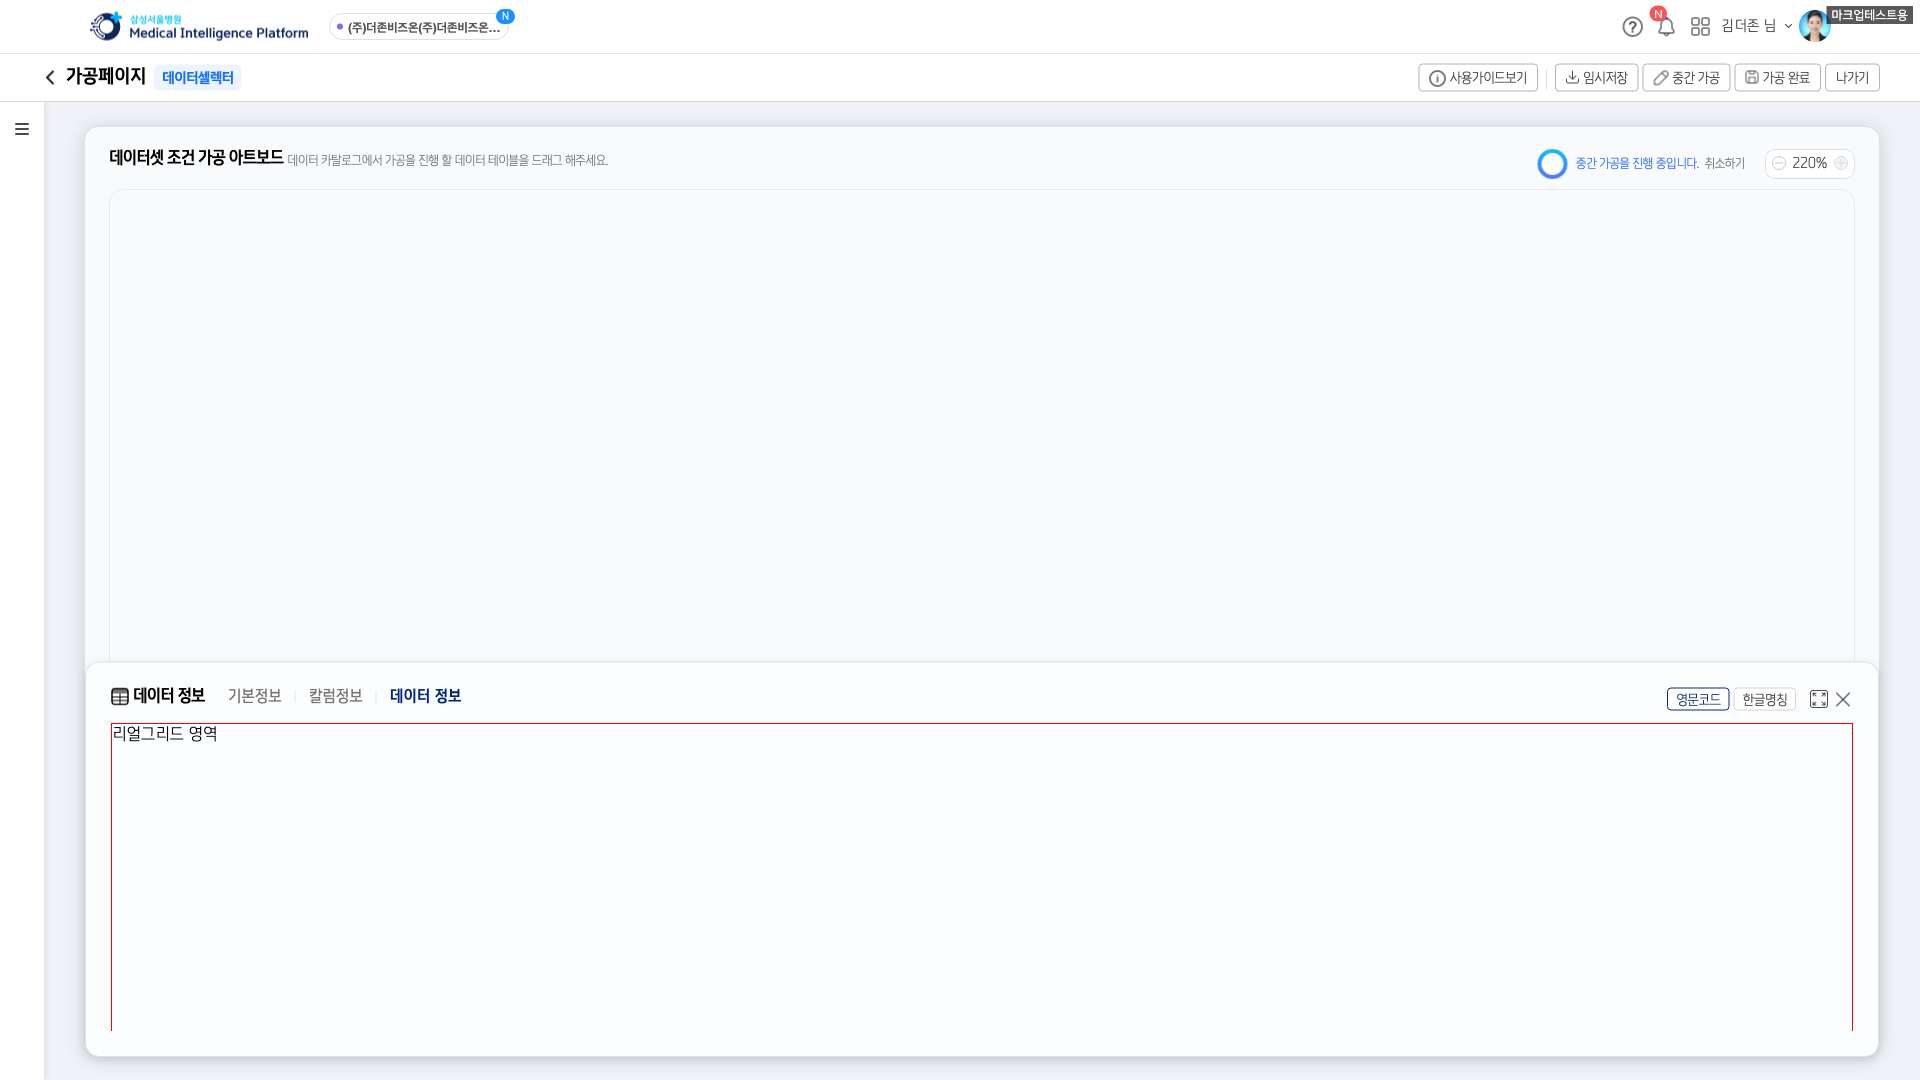 삼성서울병원
Medical Intelligence Platform
(주)더존비즈온(주)더존비즈온...
N
N
김더존 님
마크업테스트용
가공페이지
데이터셀렉터
사용가이드보기
임시저장
중간 가공
가공 완료
나가기
데이터셋 조건 가공 아트보드
데이터 카탈로그에서 가공을 진행 할 데이터 테이블을 드래그 해주세요.
중간 가공을 진행 중입니다.
취소하기
220%
데이터 정보
기본정보
칼럼정보
데이터 정보
영문코드
한글명칭
리얼그리드 영역